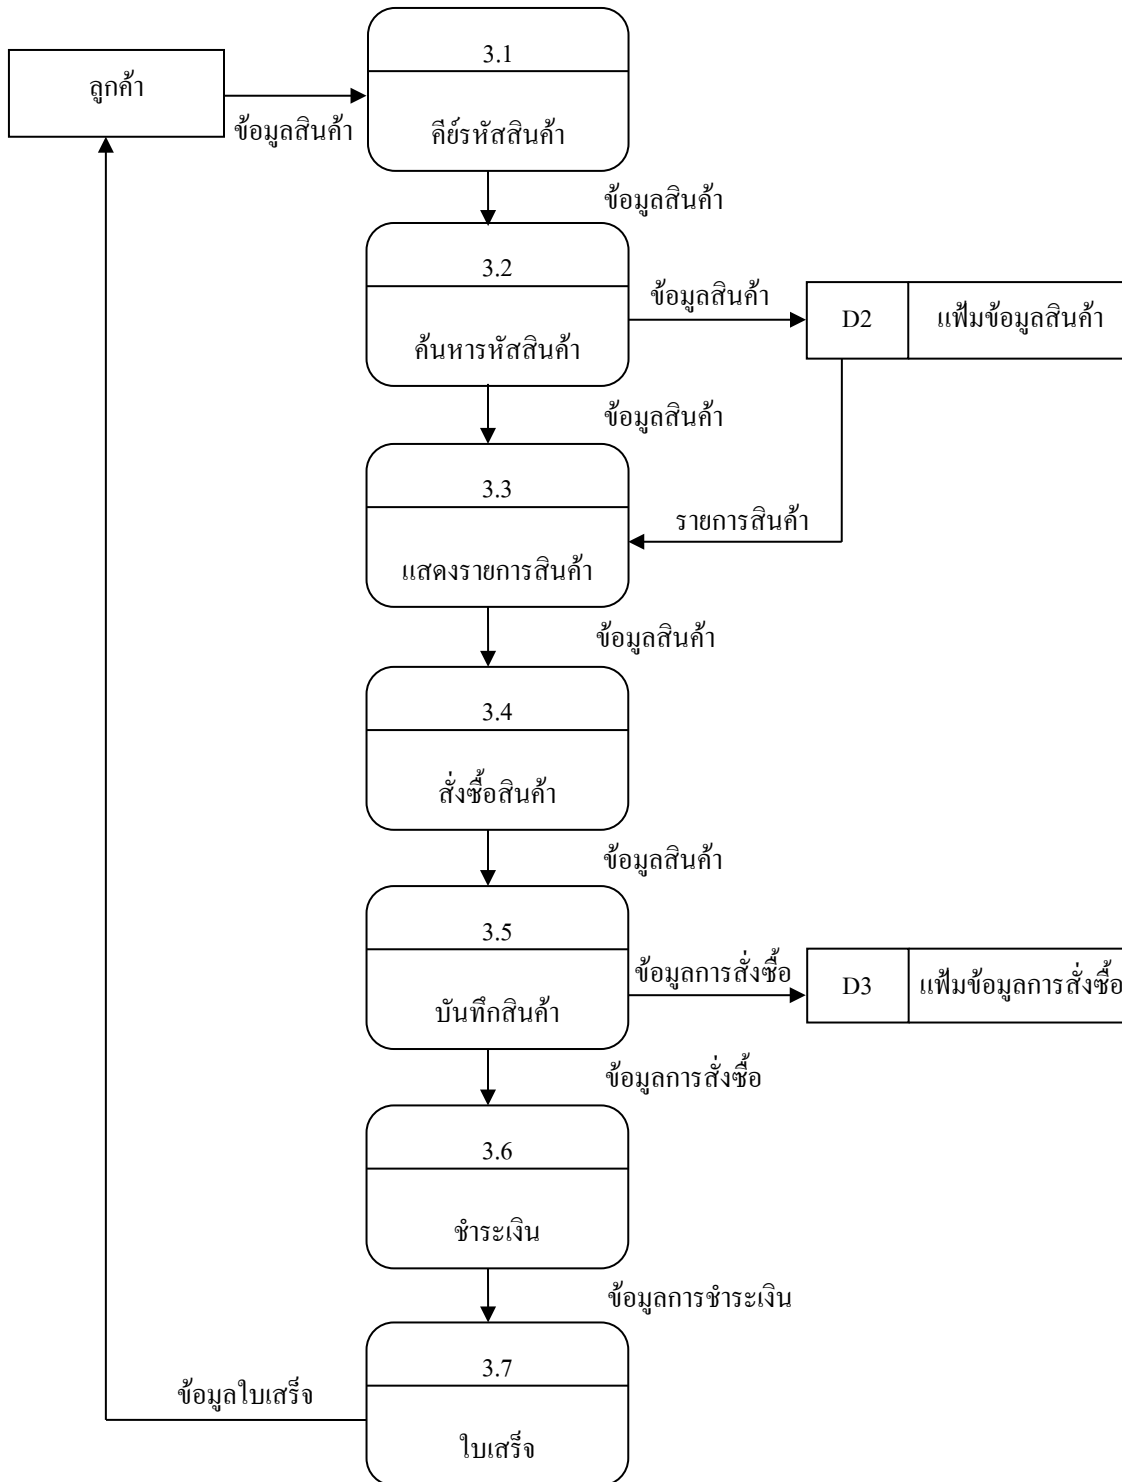 3.1
ลูกค้า
ข้อมูลสินค้า
คีย์รหัสสินค้า
ข้อมูลสินค้า
3.2
ข้อมูลสินค้า
D2
แฟ้มข้อมูลสินค้า
ค้นหารหัสสินค้า
ข้อมูลสินค้า
3.3
รายการสินค้า
แสดงรายการสินค้า
ข้อมูลสินค้า
3.4
สั่งซื้อสินค้า
ข้อมูลสินค้า
3.5
ข้อมูลการสั่งซื้อ
D3
แฟ้มข้อมูลการสั่งซื้อ
บันทึกสินค้า
ข้อมูลการสั่งซื้อ
3.6
ชำระเงิน
ข้อมูลการชำระเงิน
3.7
ข้อมูลใบเสร็จ
ใบเสร็จ